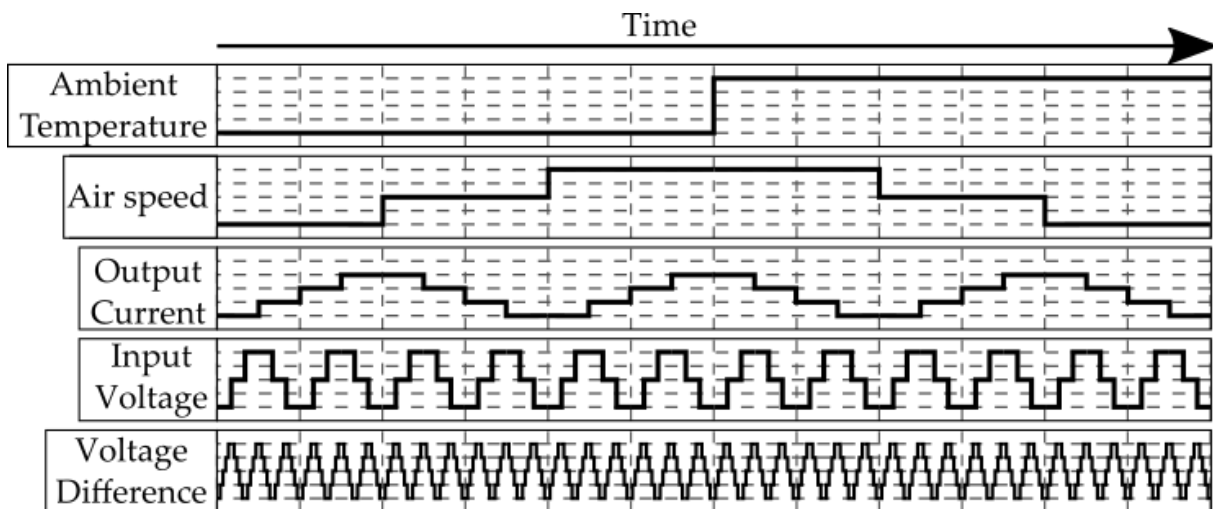 Time
Ambient
Temperature
Air speed
Output
Current
Input
Voltage
Voltage
Difference